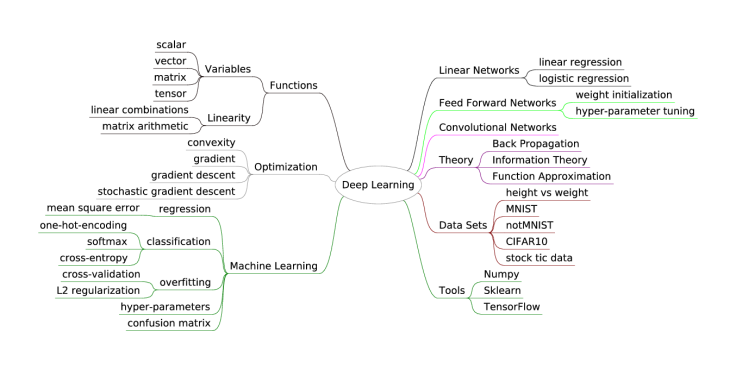 Deep Learning
Functions
Variables
scalar
vector
matrix
tensor
Linearity
linear combinations
matrix arithmetic
Optimization
convexity
gradient
gradient descent
stochastic gradient descent
Machine Learning
regression
mean square error
classification
one-hot-encoding
softmax
cross-entropy
overfitting
cross-validation
L2 regularization
hyper-parameters
confusion matrix
Linear Networks
linear regression
logistic regression
Feed Forward Networks
weight initialization
hyper-parameter tuning
Convolutional Networks
Theory
Back Propagation
Information Theory
Function Approximation
Data Sets
height vs weight
MNIST
notMNIST
CIFAR10
stock tic data
Tools
Numpy
Sklearn
TensorFlow